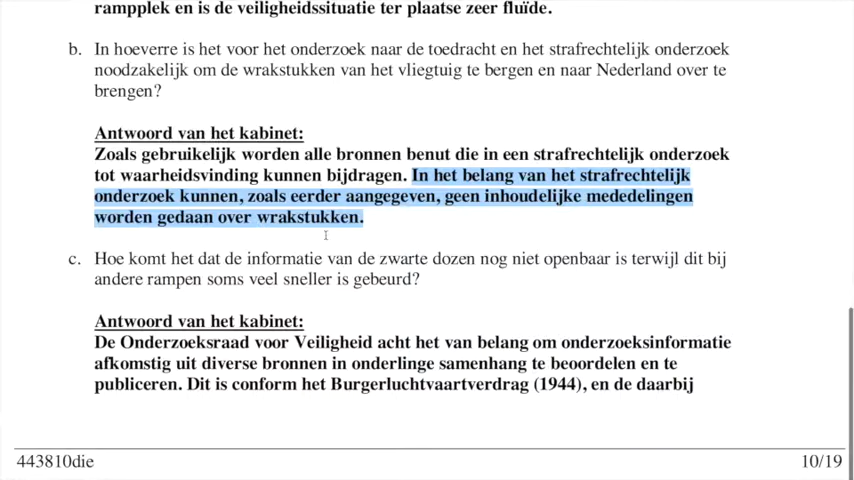 rampplek en is de veiligheidssituatie ter plaatse zeer fluïde.
b. In hoeverre is het voor het onderzoek naar de toedracht en het strafrechtelijk onderzoek
noodzakelijk om de wrakstukken van het vliegtuig te bergen en naar Nederland over te
brengen?
Antwoord van het kabinet:
Zoals gebruikelijk worden alle bronnen benut die in een strafrechtelijk onderzoek
tot waarheidsvinding kunnen bijdragen. In het belang van het strafrechtelijk
onderzoek kunnen, zoals eerder aangegeven, geen inhoudelijke mededelingen
worden gedaan over wrakstukken.
c. Hoe komt het dat de informatie van de zwarte dozen nog niet openbaar is terwijl dit bij
andere rampen soms veel sneller is gebeurd?
Antwoord van het kabinet:
De Onderzoeksraad voor Veiligheid acht het van belang om onderzoeksinformatie
afkomstig uit diverse bronnen in onderlinge samenhang te beoordelen en te
publiceren. Dit is conform het Burgerluchtvaartverdrag (1944), en de daarbij
443810die 10/19